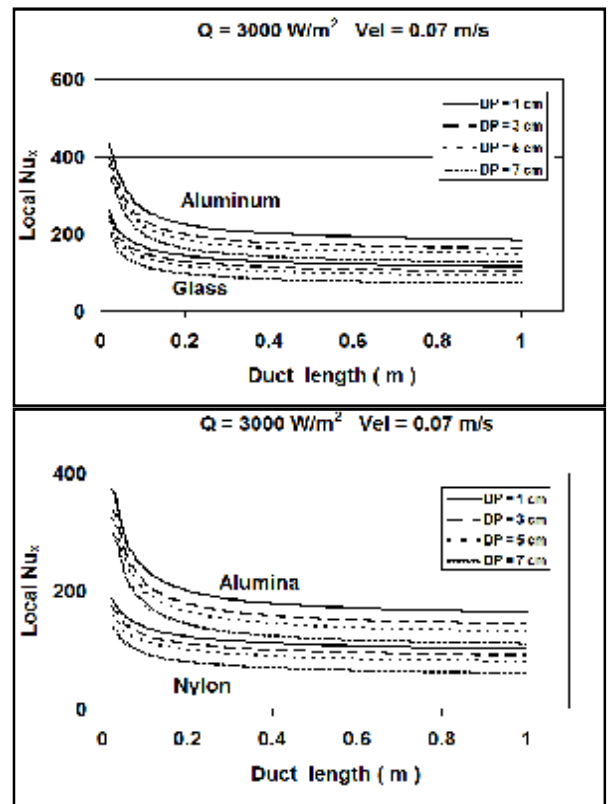 Q = 3000 W/m² Vel = 0.07 m/s
600
400
200
0
Local Nuₓ
DP = 1 cm
DP = 3 cm
DP = 5 cm
DP = 7 cm
Aluminum
Glass
0 0.2 0.4 0.6 0.8 1
Duct length ( m )
Q = 3000 W/m² Vel = 0.07 m/s
400
200
0
Local Nuₓ
DP = 1 cm
DP = 3 cm
DP = 5 cm
DP = 7 cm
Alumina
Nylon
0 0.2 0.4 0.6 0.8 1
Duct length ( m )